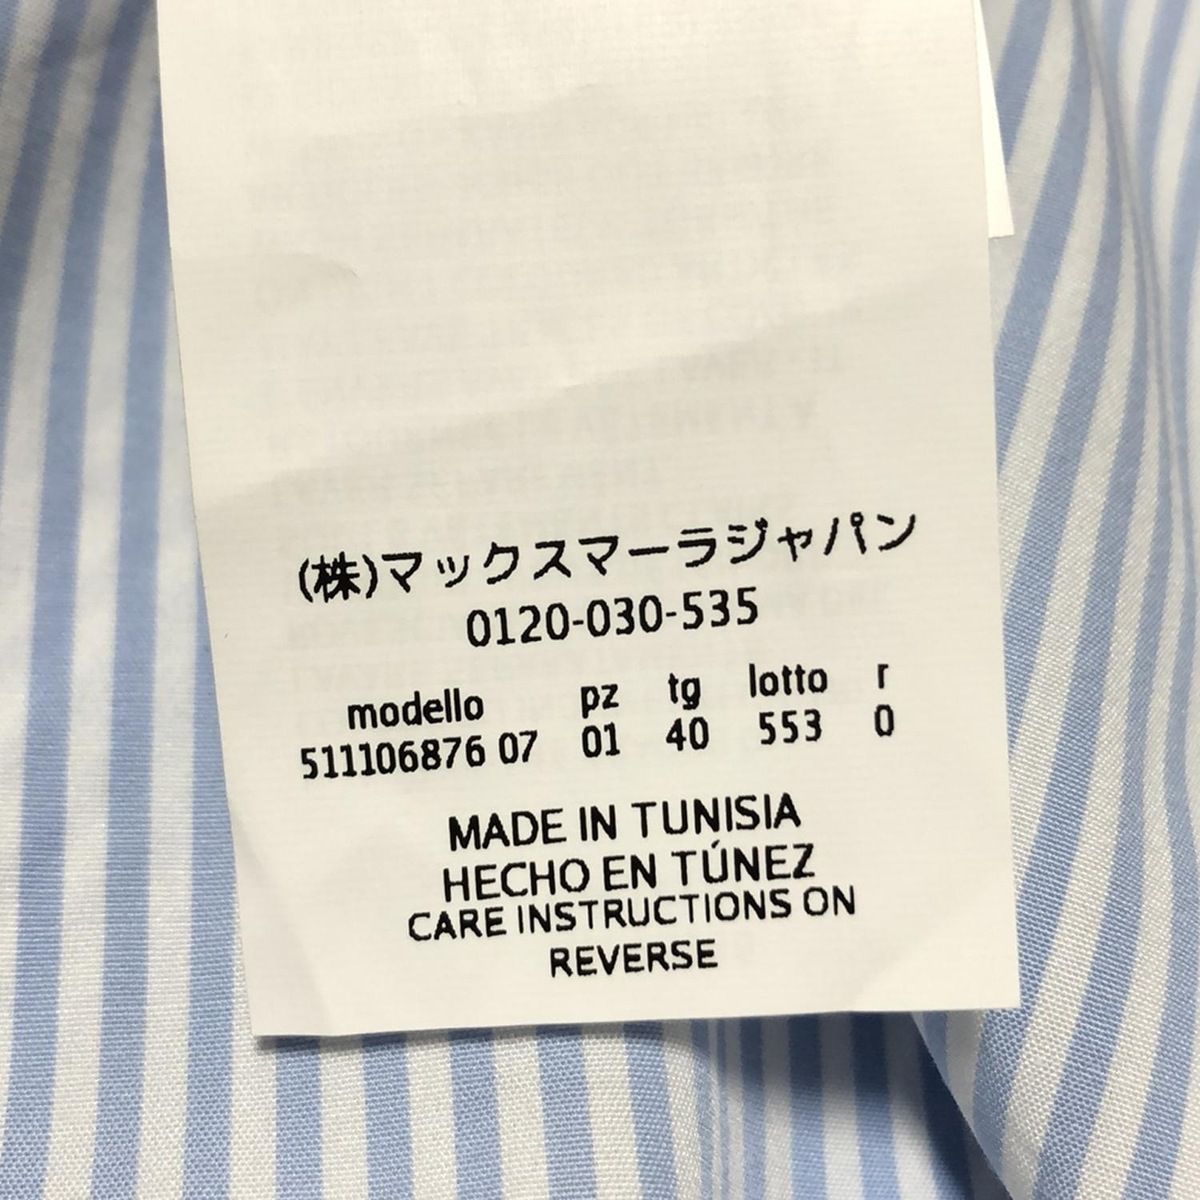 (株)マックスマーラジャパン
0120-030-535
modello pz tg lotto r
511106876 07 01 40 553 0
MADE IN TUNISIA
HECHO EN TÚNEZ
CARE INSTRUCTIONS ON
REVERSE